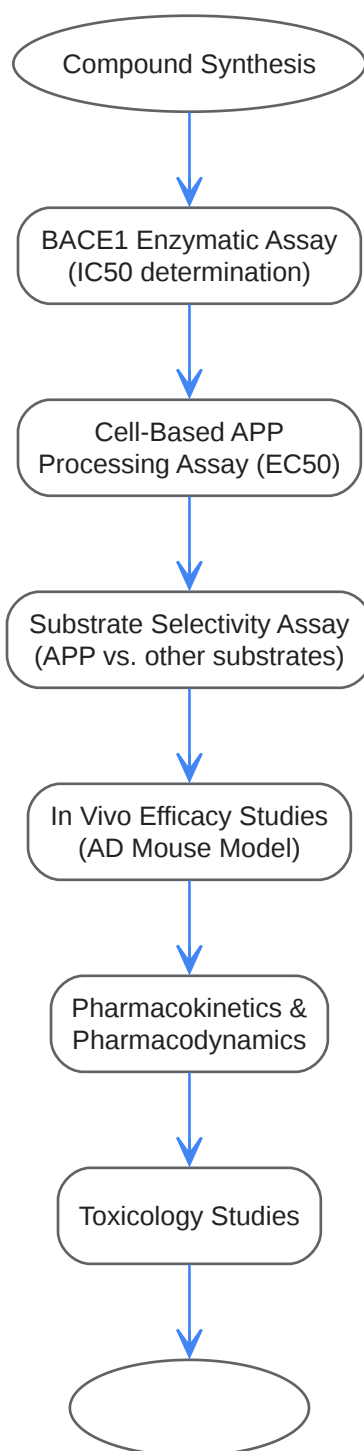 Compound Synthesis
BACE1 Enzymatic Assay
(IC50 determination)
Cell-Based APP
Processing Assay (EC50)
Substrate Selectivity Assay
(APP vs. other substrates)
In Vivo Efficacy Studies
(AD Mouse Model)
Pharmacokinetics &
Pharmacodynamics
Toxicology Studies